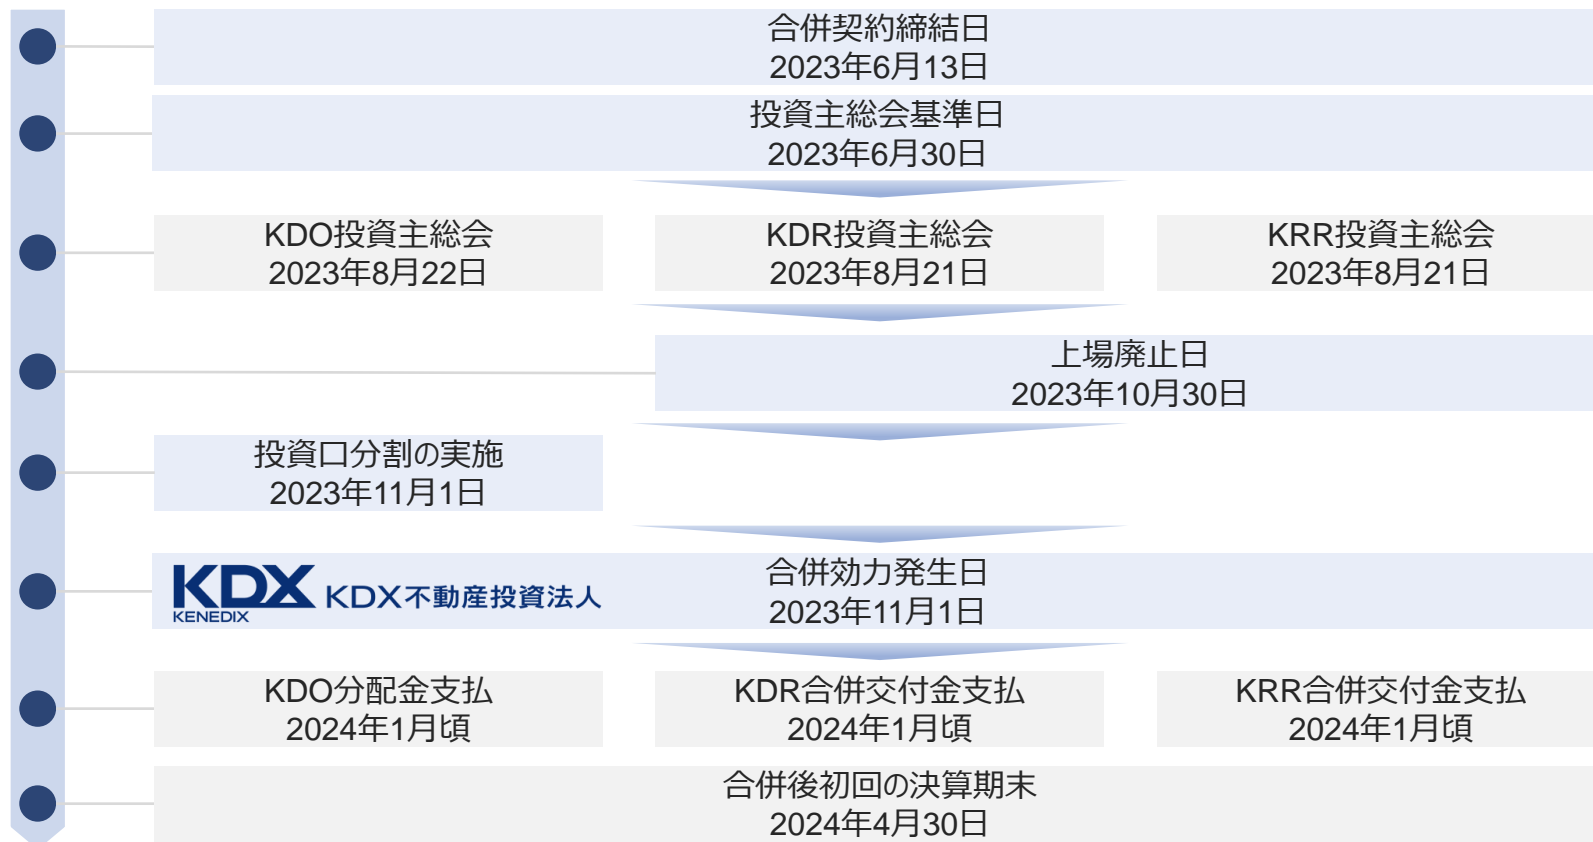 合併契約締結日
2023年6月13日
投資主総会基準日
2023年6月30日
KDO投資主総会
2023年8月22日
KDR投資主総会
2023年8月21日
KRR投資主総会
2023年8月21日
上場廃止日
2023年10月30日
投資口分割の実施
2023年11月1日
KDX
KENEDIX
KDX不動産投資法人
合併効力発生日
2023年11月1日
KDO分配金支払
2024年1月頃
KDR合併交付金支払
2024年1月頃
KRR合併交付金支払
2024年1月頃
合併後初回の決算期末
2024年4月30日